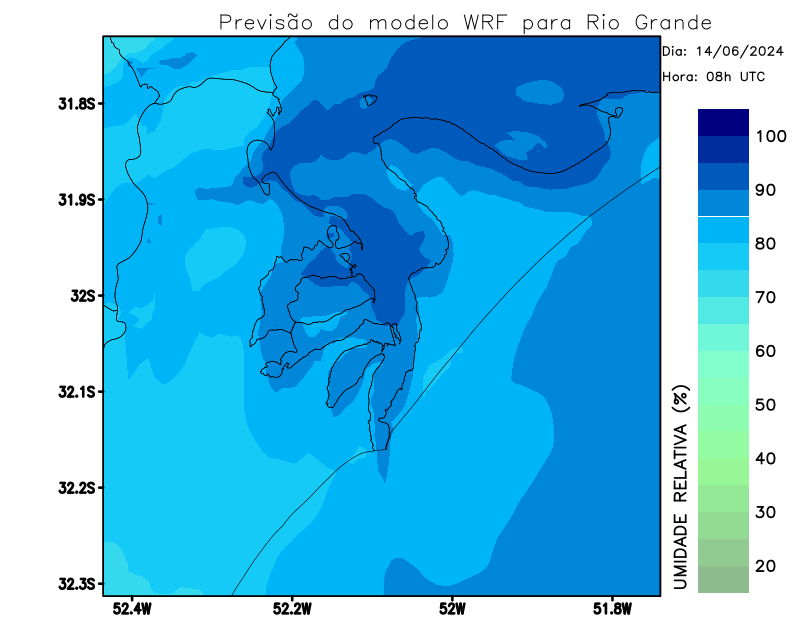 Previsão do modelo WRF para Rio Grande
Dia: 14/06/2024
Hora: 08h UTC
31.8S
31.9S
32S
32.1S
32.2S
32.3S
52.4W
52.2W
52W
51.8W
UMIDADE RELATIVA (%)
100
90
80
70
60
50
40
30
20